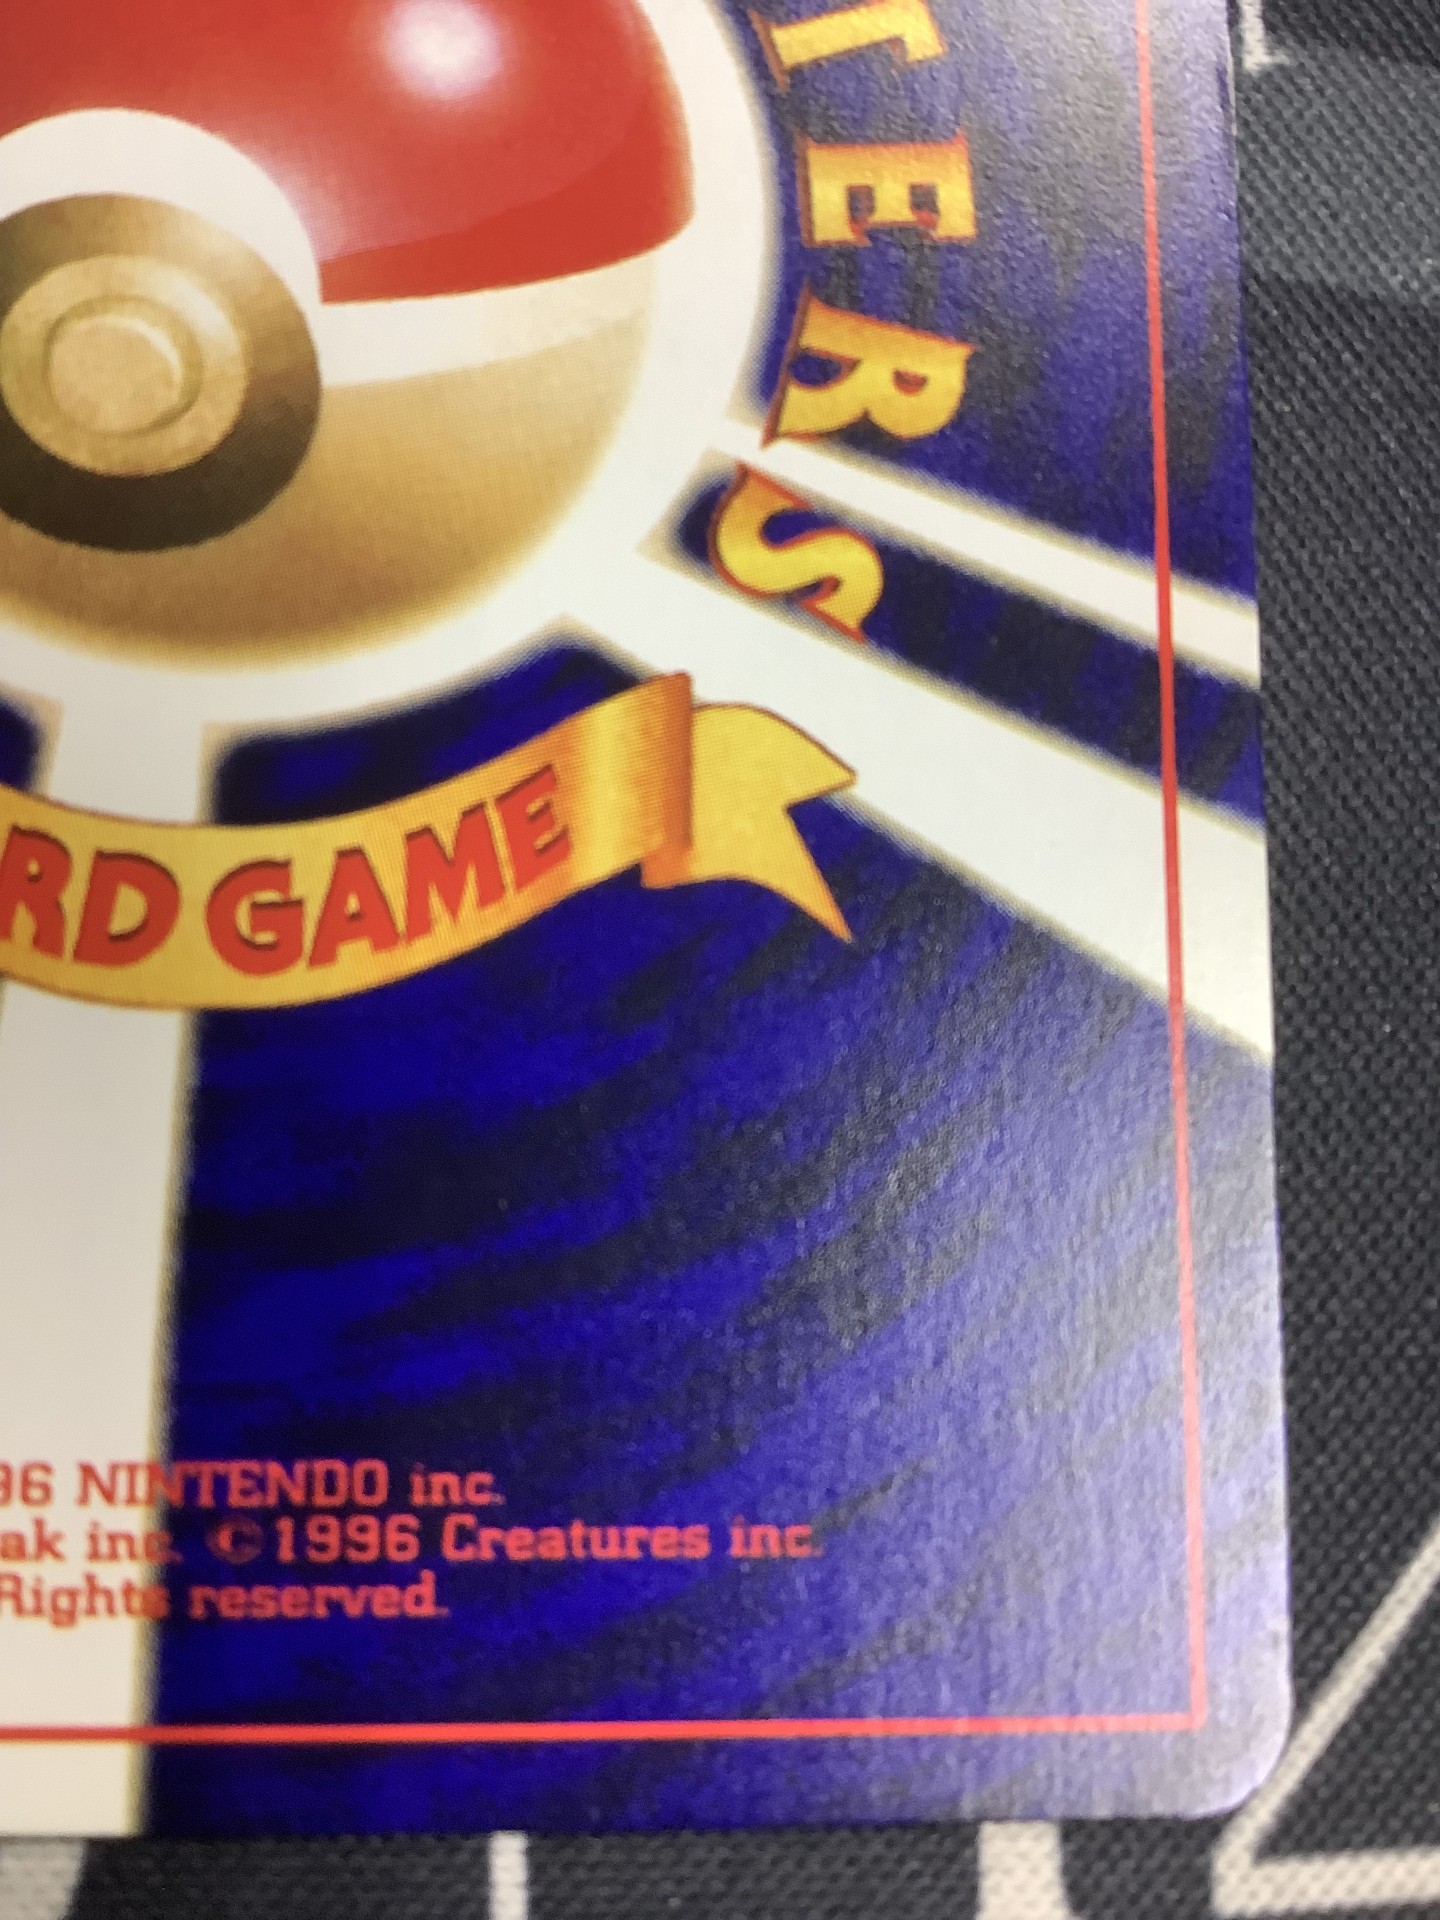 TERS
RD GAME
96 NINTENDO inc.
ak inc. ©1996 Creatures inc.
Rights reserved.